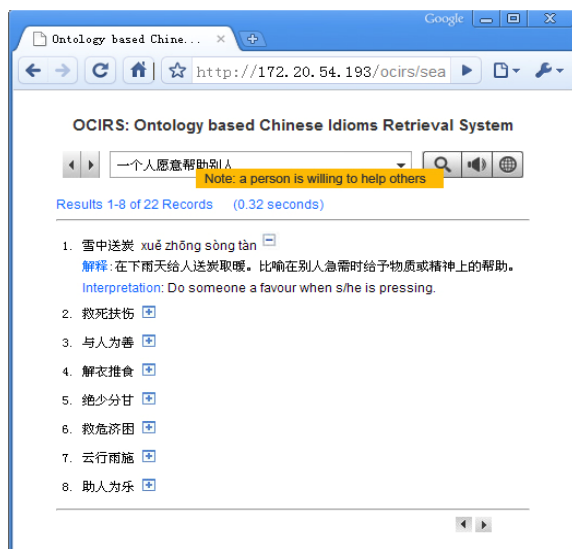 Google
Ontology based Chine...
http://172.20.54.193/ocirs/sea
OCIRS: Ontology based Chinese Idioms Retrieval System
一个人愿意帮助别人
Note: a person is willing to help others
Results 1-8 of 22 Records (0.32 seconds)
1. 雪中送炭 xuě zhōng sòng tàn
解释:在下雨天给人送炭取暖。比喻在别人急需时给予物质或精神上的帮助。
Interpretation: Do someone a favour when s/he is pressing.
2. 救死扶伤
3. 与人为善
4. 解衣推食
5. 绝少分甘
6. 救危济困
7. 云行雨施
8. 助人为乐